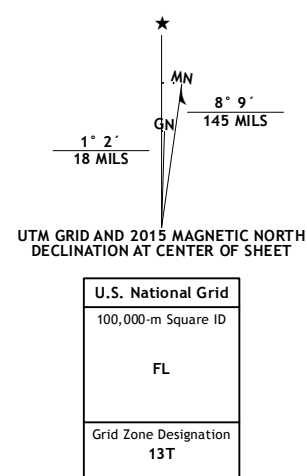 ★
MN
GN
8° 9´
145 MILS
1° 2´
18 MILS
UTM GRID AND 2015 MAGNETIC NORTH
DECLINATION AT CENTER OF SHEET
U.S. National Grid
100,000-m Square ID
FL
Grid Zone Designation
13T